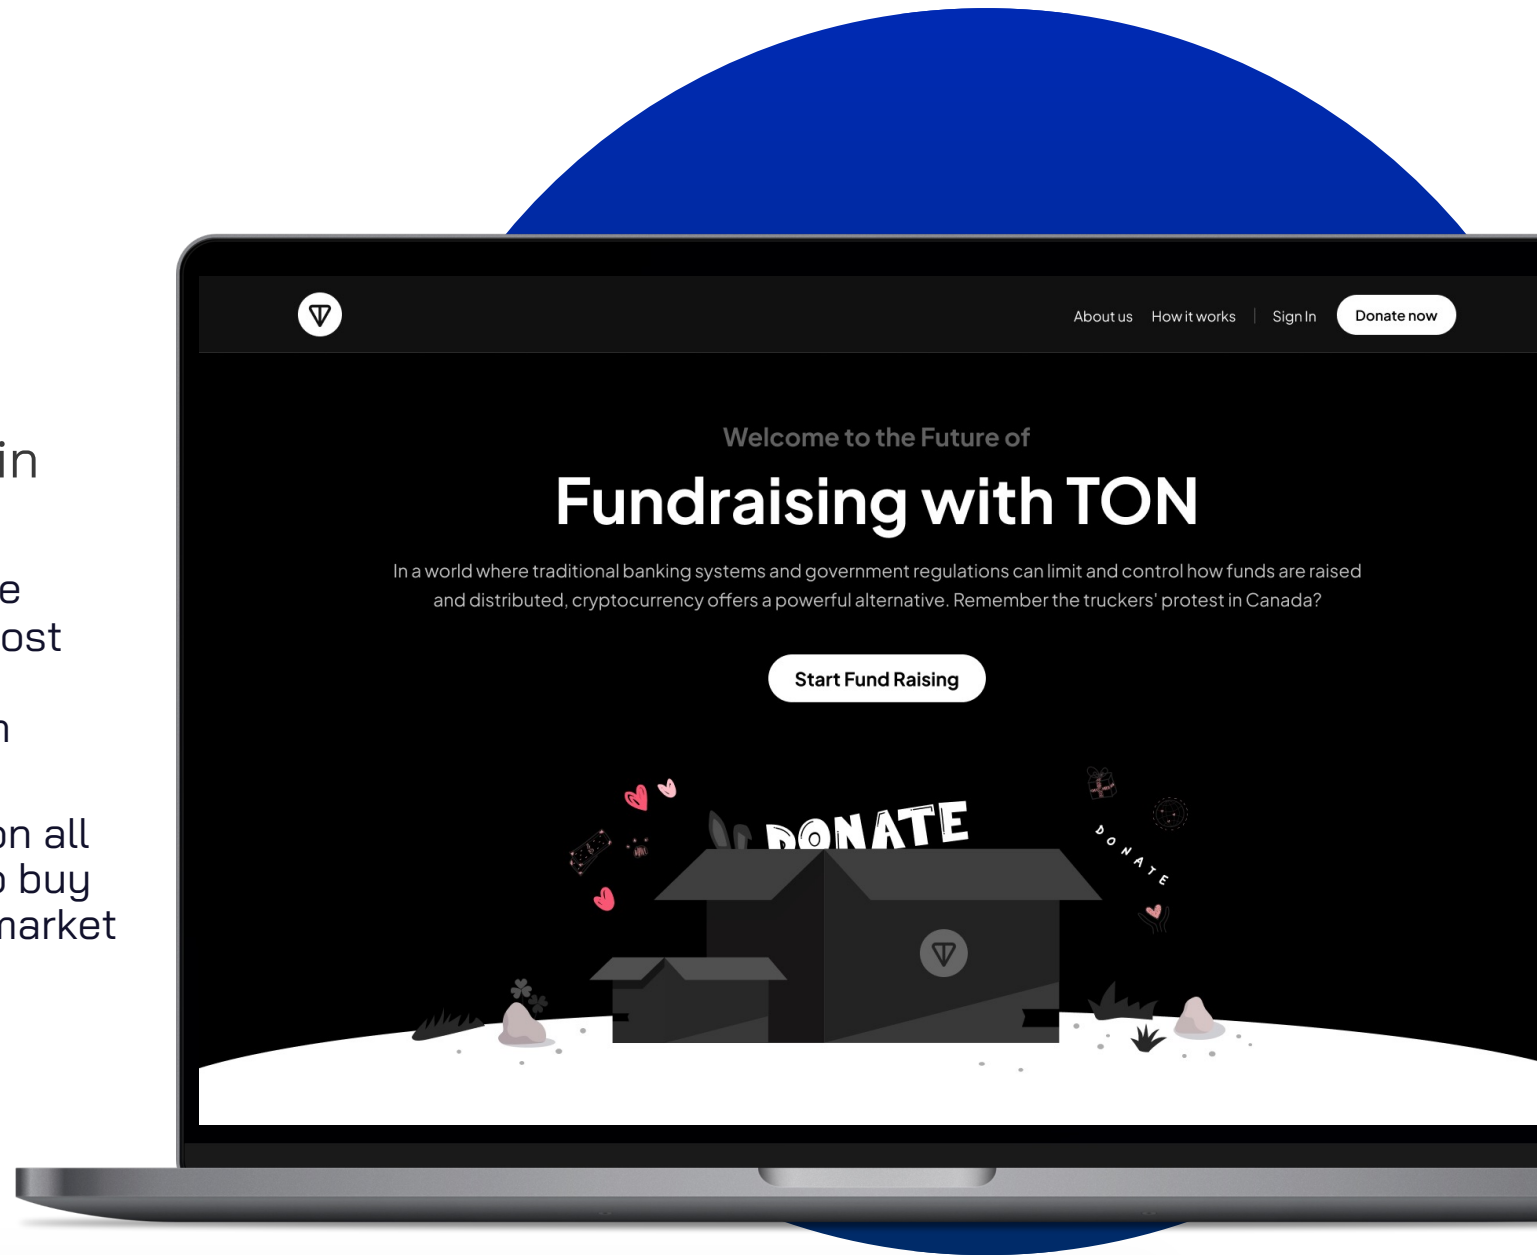 in
e
ost
n
on all
o buy
market
About us How it works Sign In Donate now
Welcome to the Future of
Fundraising with TON
In a world where traditional banking systems and government regulations can limit and control how funds are raised
and distributed, cryptocurrency offers a powerful alternative. Remember the truckers' protest in Canada?
Start Fund Raising
DONATE
DONATE